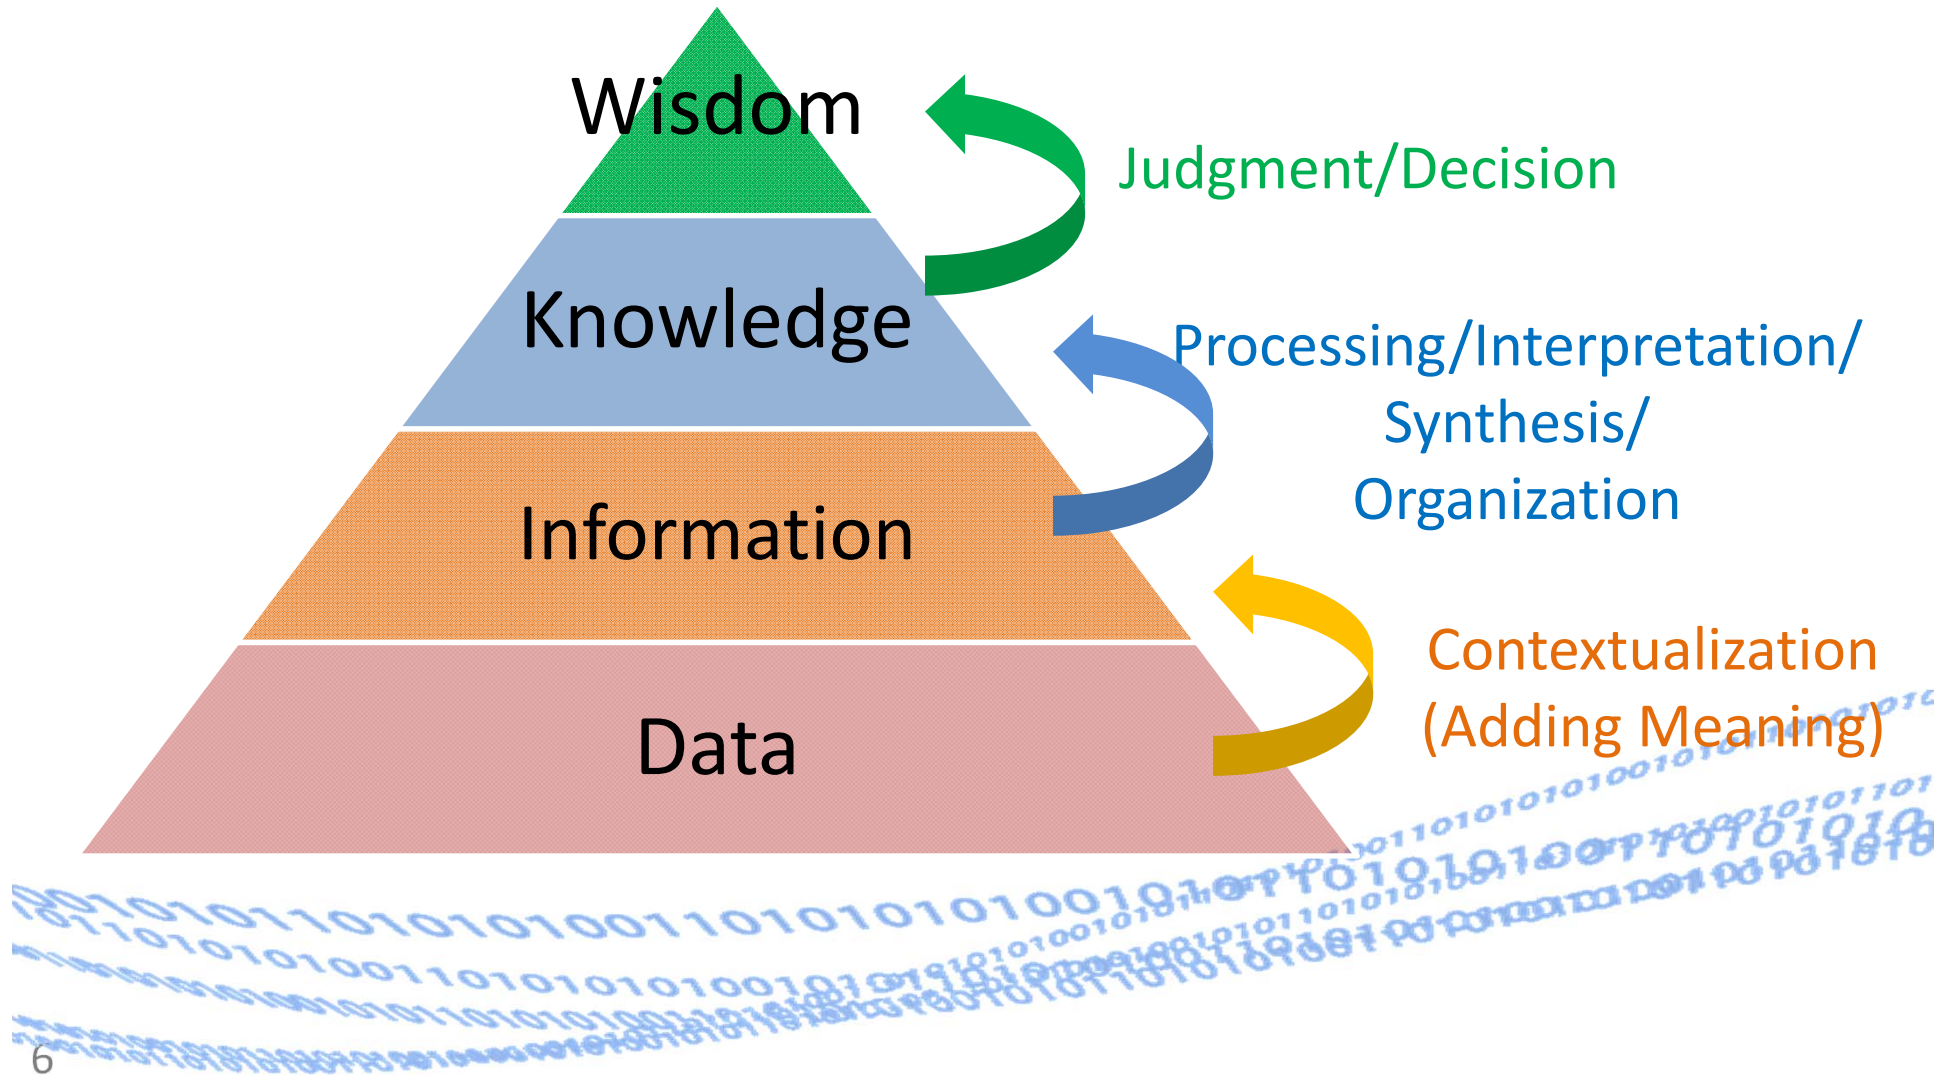 Wisdom
Judgment/Decision
Knowledge
Processing/Interpretation/
Synthesis/
Organization
Information
Contextualization
(Adding Meaning)
Data
6